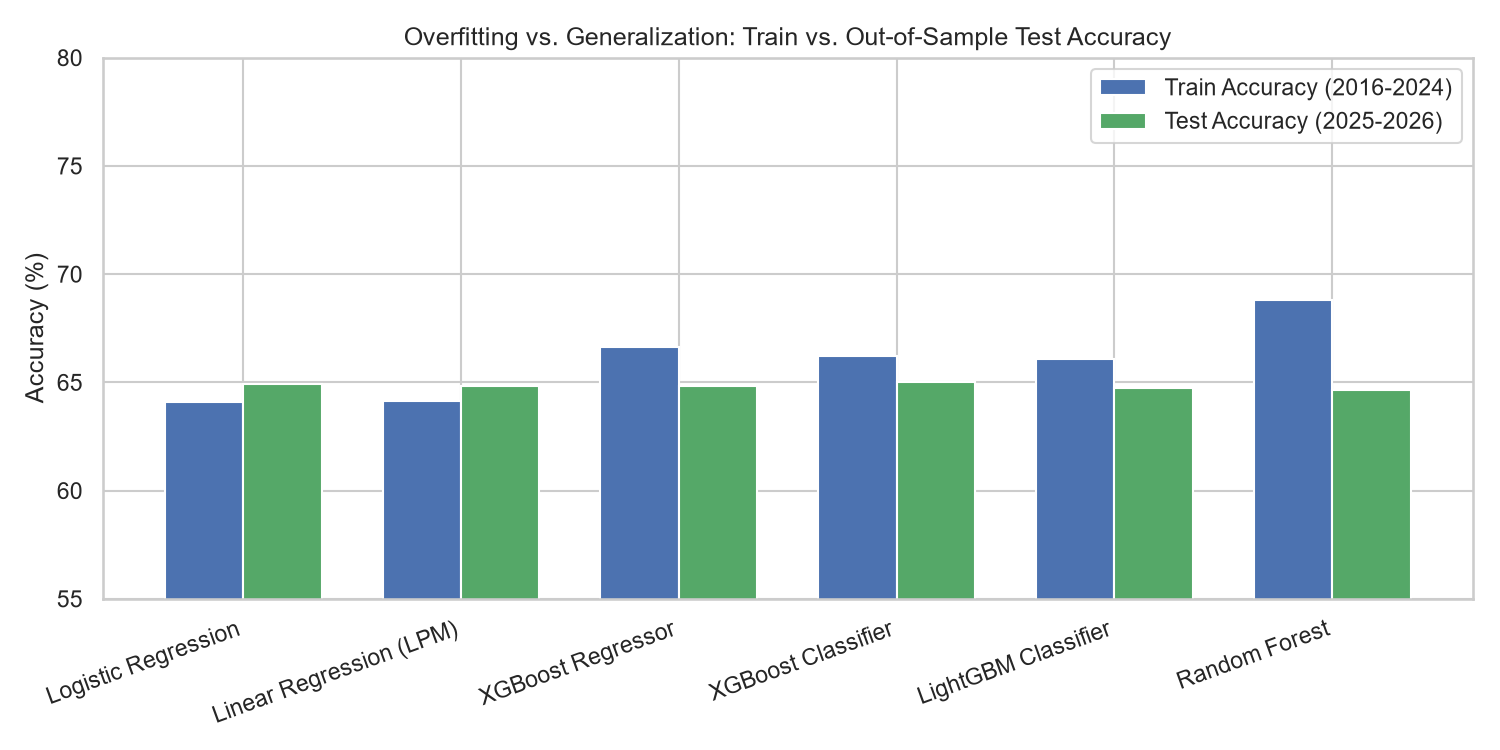 Overfitting vs. Generalization: Train vs. Out-of-Sample Test Accuracy
Train Accuracy (2016-2024)
Test Accuracy (2025-2026)
Accuracy (%)
80
75
70
65
60
55
Logistic Regression
Linear Regression (LPM)
XGBoost Regressor
XGBoost Classifier
LightGBM Classifier
Random Forest